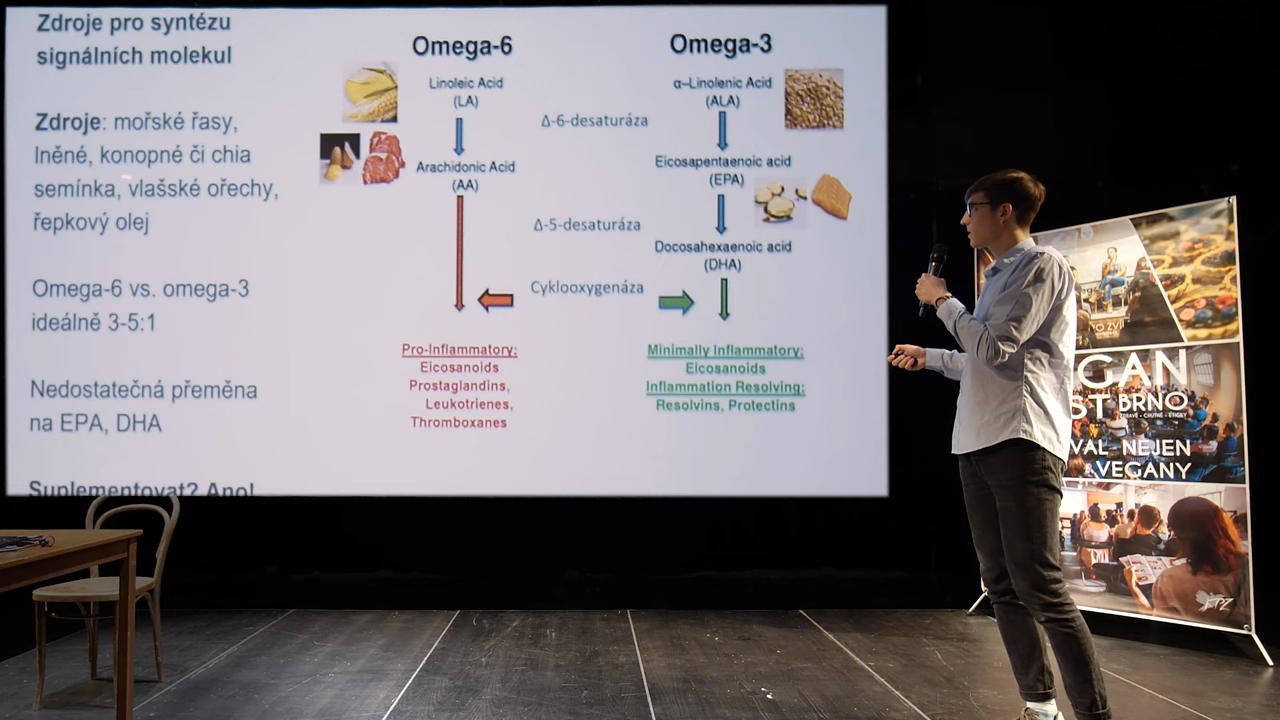 Zdroje pro syntézu
signálních molekul
Zdroje: mořské řasy,
lněné, konopné či chia
semínka, vlašské ořechy,
řepkový olej
Omega-6 vs. omega-3
ideálně 3-5:1
Nedostatečná přeměna
na EPA, DHA
Suplementovat? Ano!
Omega-6
Linoleic Acid
(LA)
Arachidonic Acid
(AA)
Pro-Inflammatory:
Eicosanoids
Prostaglandins,
Leukotrienes,
Thromboxanes
Δ-6-desaturáza
Δ-5-desaturáza
Cyklooxygenáza
Omega-3
α–Linolenic Acid
(ALA)
Eicosapentaenoic acid
(EPA)
Docosahexaenoic acid
(DHA)
Minimally Inflammatory:
Eicosanoids
Inflammation Resolving:
Resolvins, Protectins
GAN
ST BRNO
ZDRAVĚ · CHUTNĚ · ETICKY
VAL NEJEN
VEGANY